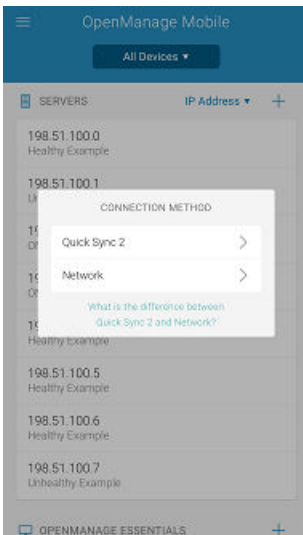 OpenManage Mobile
All Devices ▾
SERVERS IP Address ▾ +
198.51.100.0
Healthy Example
198.51.100.1
CONNECTION METHOD
Quick Sync 2
Network
What is the difference between
Quick Sync 2 and Network?
Healthy Example
198.51.100.5
Healthy Example
198.51.100.6
Healthy Example
198.51.100.7
Unhealthy Example
OPENMANAGE ESSENTIALS +